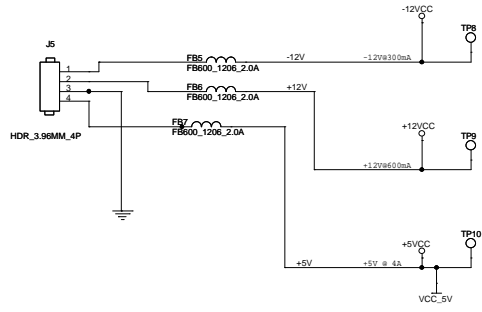 -12VCC
TP8
J5
FB5
-12V
-12V@300mA
1
FB600_1206_2.0A
2
FB6
+12V
3
FB600_1206_2.0A
4
FB7
+12VCC
TP9
HDR_3.96MM_4P
FB600_1206_2.0A
+12V@600mA
+5VCC
TP10
+5V
+5V @ 4A
VCC_5V